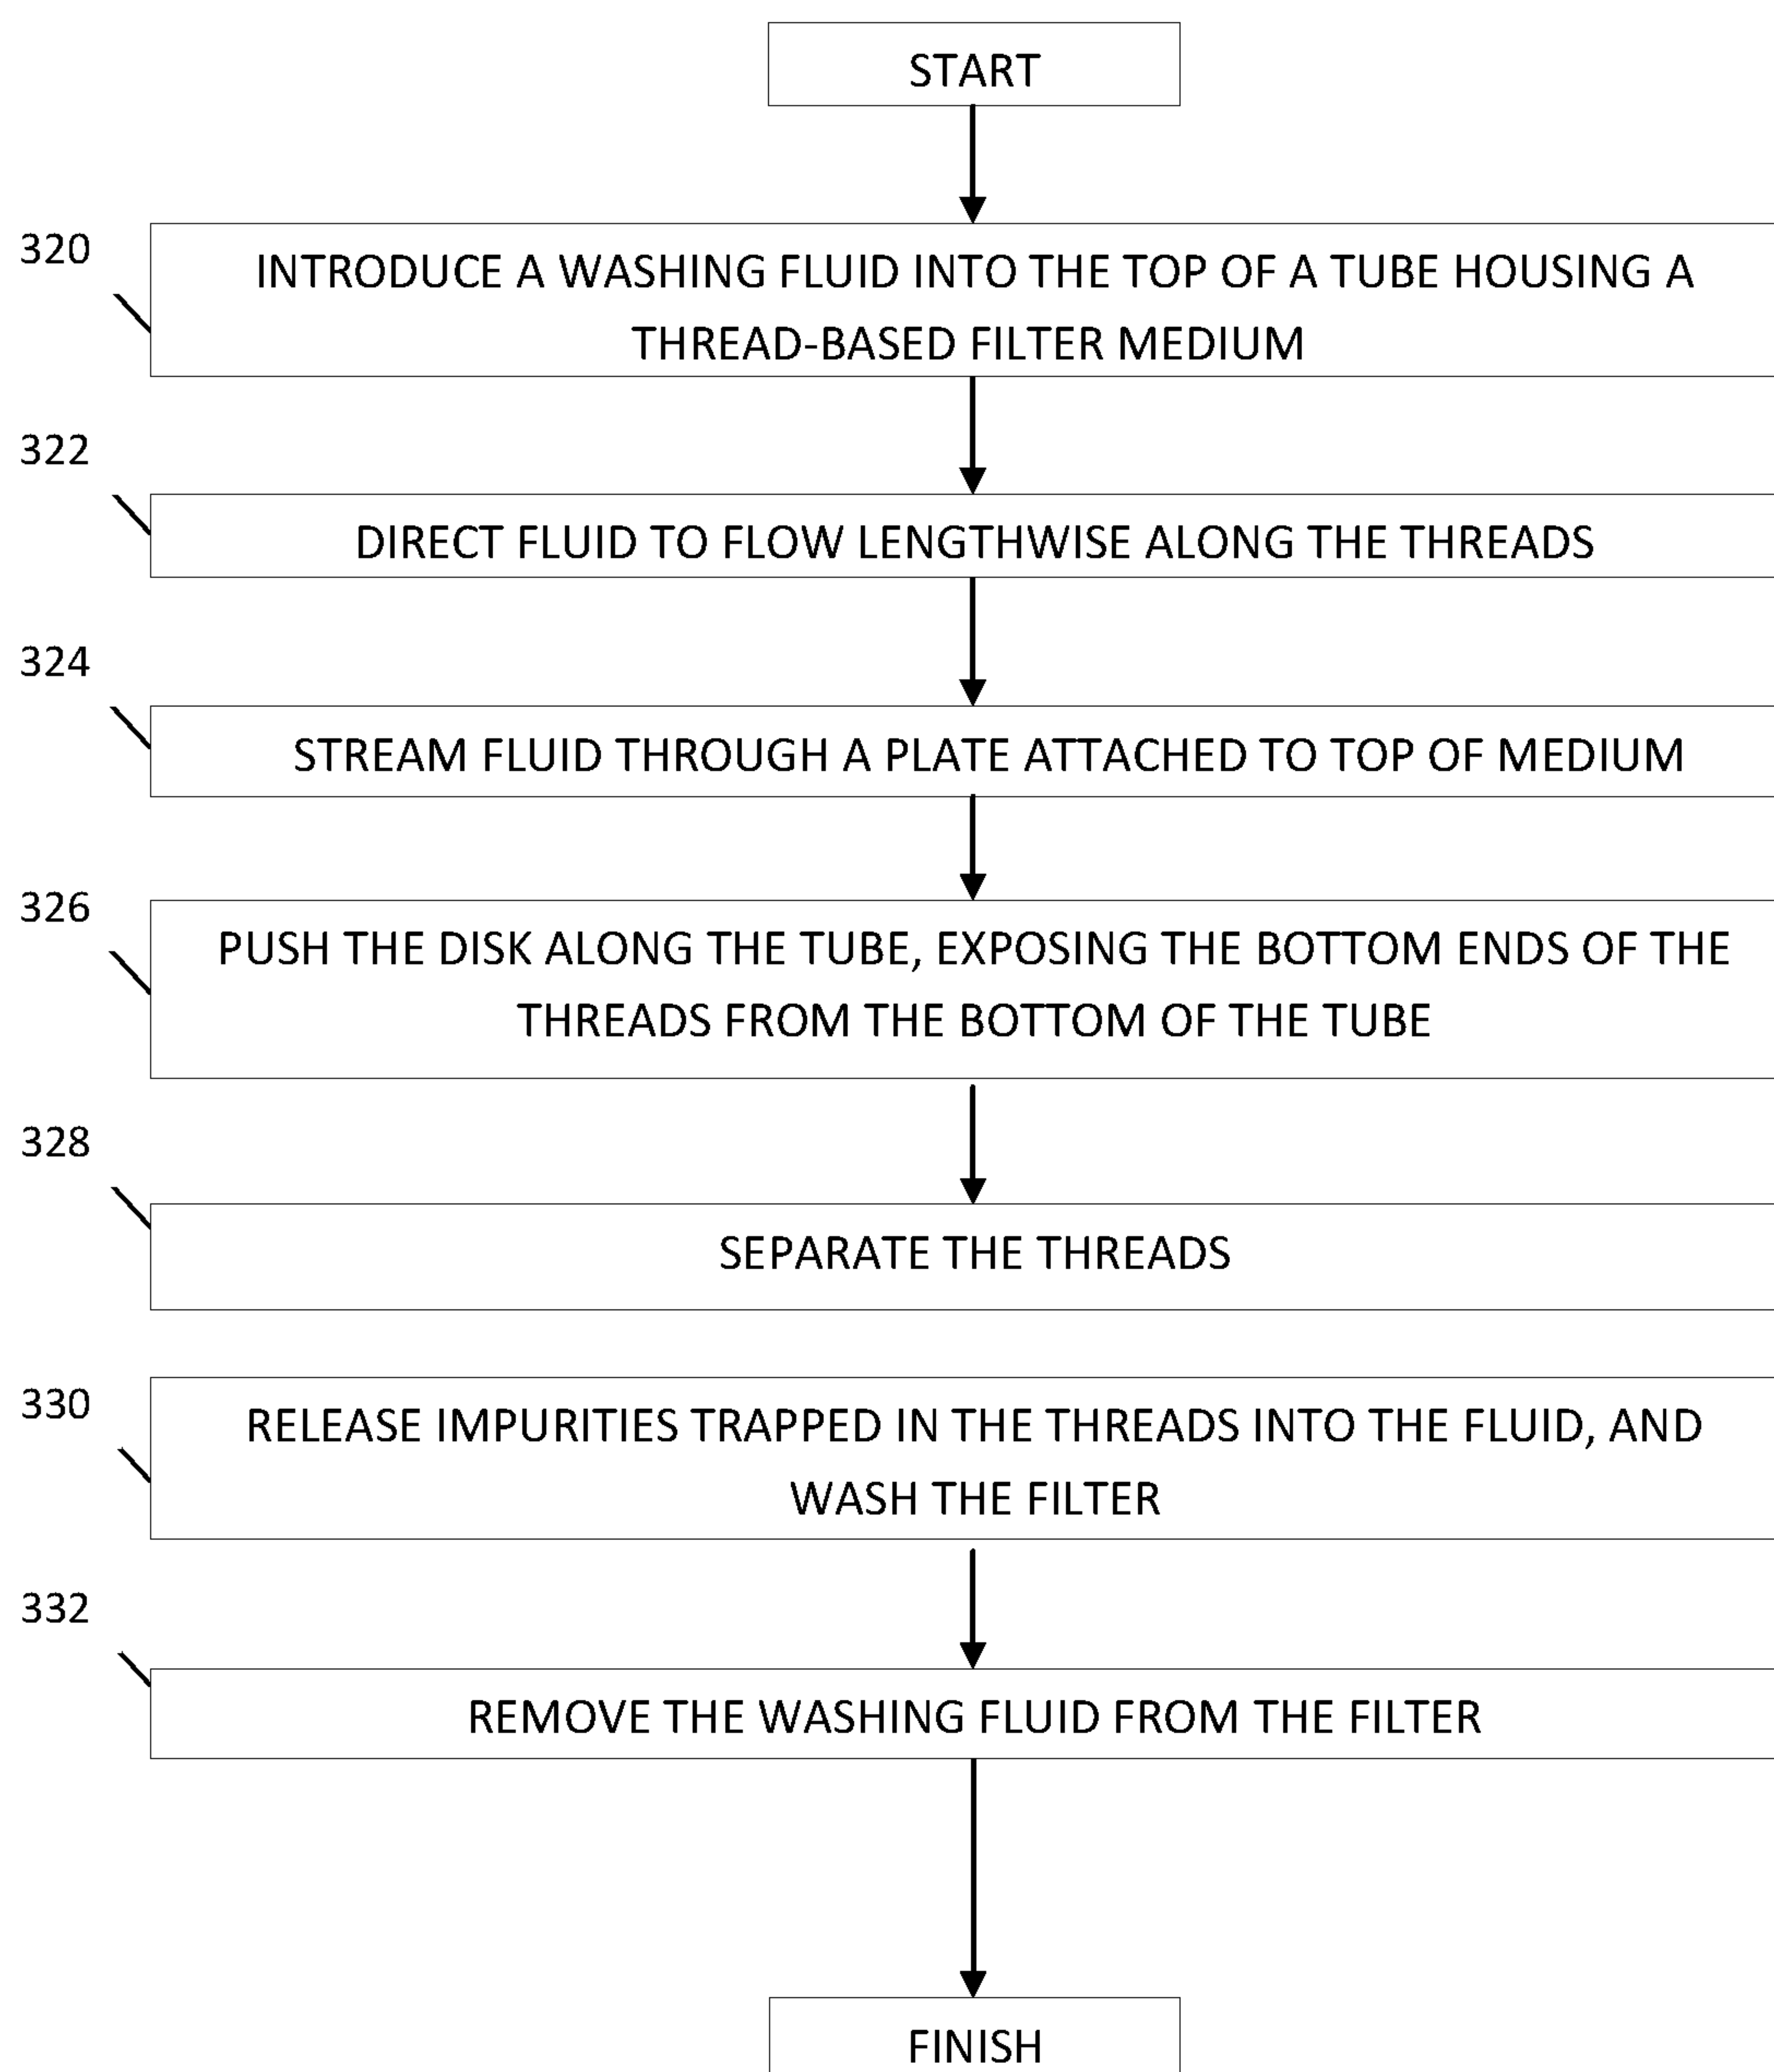 START
320
INTRODUCE A WASHING FLUID INTO THE TOP OF A TUBE HOUSING A
THREAD-BASED FILTER MEDIUM
322
DIRECT FLUID TO FLOW LENGTHWISE ALONG THE THREADS
324
STREAM FLUID THROUGH A PLATE ATTACHED TO TOP OF MEDIUM
326
PUSH THE DISK ALONG THE TUBE, EXPOSING THE BOTTOM ENDS OF THE
THREADS FROM THE BOTTOM OF THE TUBE
328
SEPARATE THE THREADS
330
RELEASE IMPURITIES TRAPPED IN THE THREADS INTO THE FLUID, AND
WASH THE FILTER
332
REMOVE THE WASHING FLUID FROM THE FILTER
FINISH